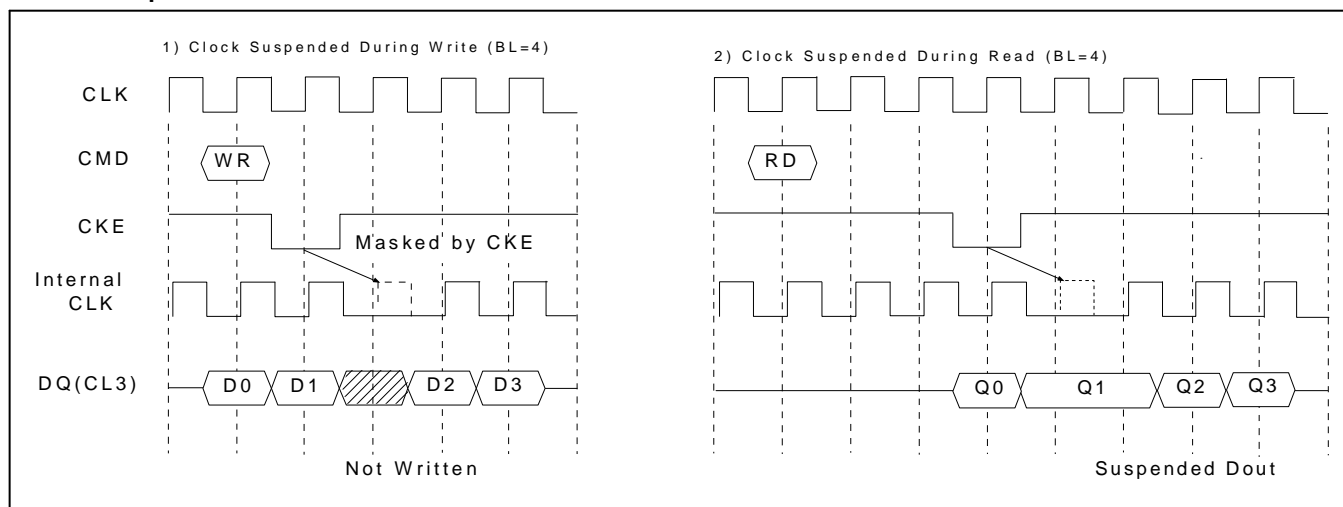 1) Clock Suspended During Write (BL=4)
2) Clock Suspended During Read (BL=4)
CLK
CMD
WR
RD
CKE
Masked by CKE
Internal
CLK
DQ(CL3)
D0
D1
D2
D3
Q0
Q1
Q2
Q3
Not Written
Suspended Dout